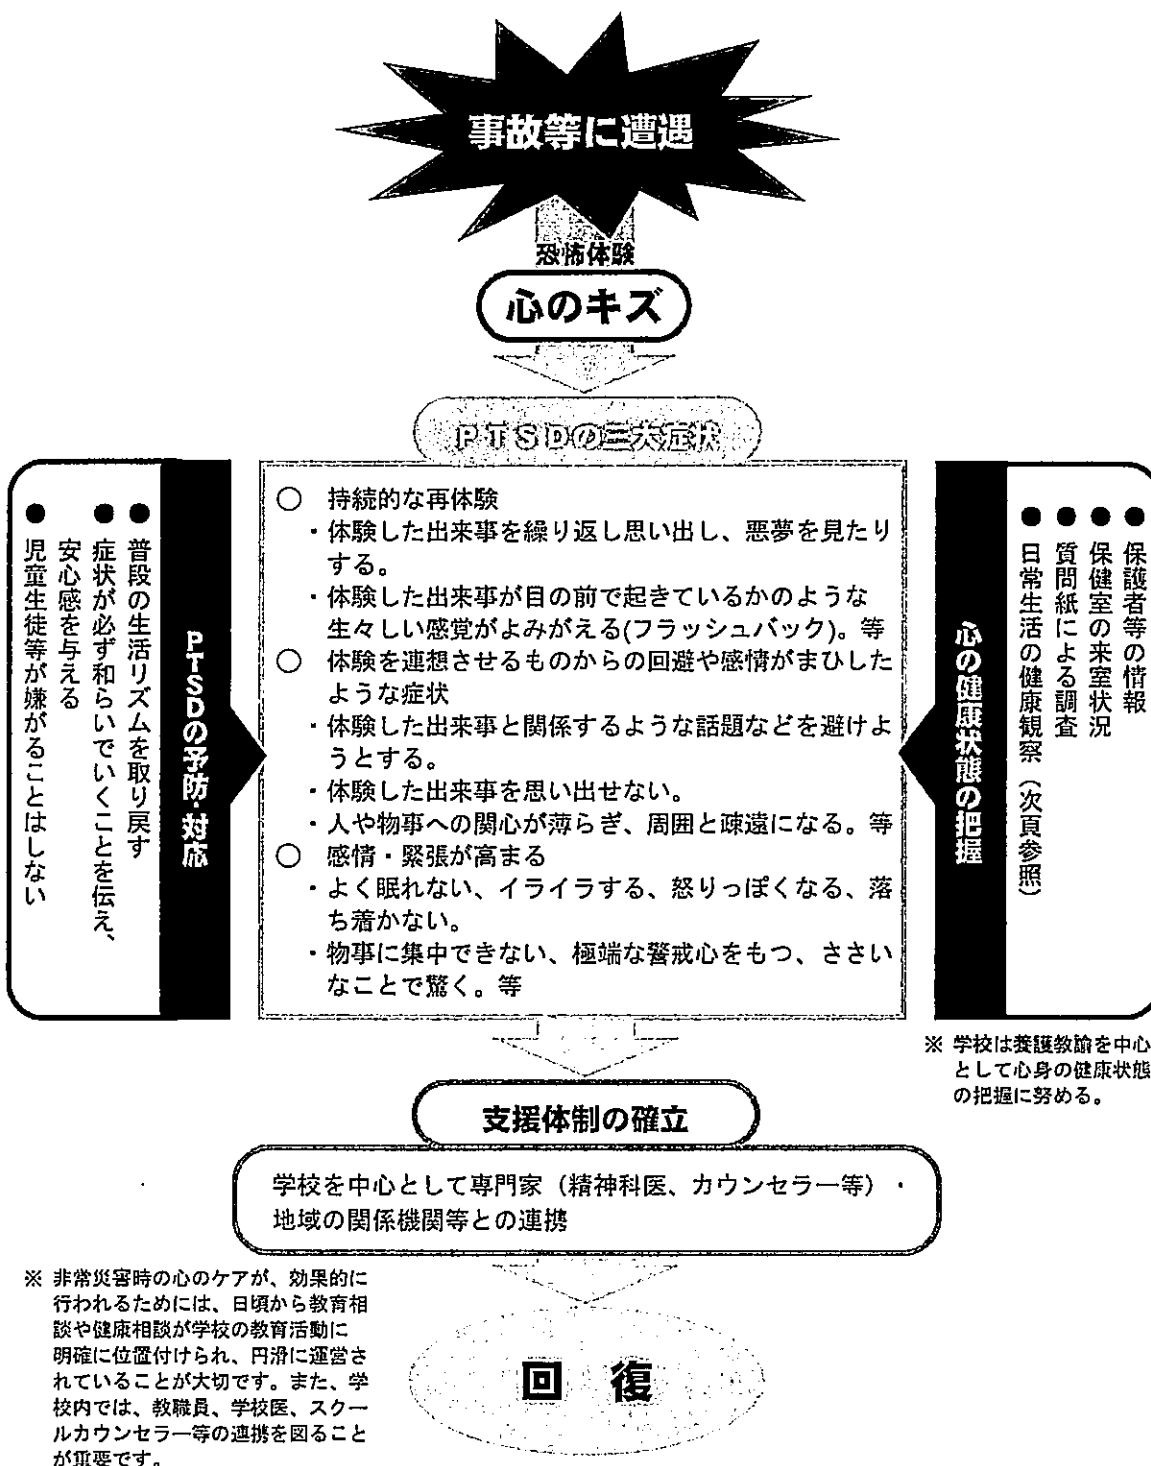 事故等に遭遇
恐怖体験
心のキズ
PTSDの三大症状
○ 持続的な再体験
・体験した出来事を繰り返し思い出し、悪夢を見たり
する。
・体験した出来事が目の前で起きているかのような
生々しい感覚がよみがえる(フラッシュバック)。等
○ 体験を連想させるものからの回避や感情がまひした
ような症状
・体験した出来事と関係するような話題などを避けよ
うとする。
・体験した出来事を思い出せない。
・人や物事への関心が薄らぎ、周囲と疎遠になる。等
○ 感情・緊張が高まる
・よく眠れない、イライラする、怒りっぽくなる、落
ち着かない。
・物事に集中できない、極端な警戒心をもつ、ささい
なことで驚く。等
PTSDの予防・対応
● 普段の生活リズムを取り戻す
● 症状が必ず和らいでいくことを伝え、
安心感を与える
● 児童生徒等が嫌がることはしない
心の健康状態の把握
● 保護者等の情報
● 保健室の来室状況
● 質問紙による調査
● 日常生活の健康観察(次頁参照)
※ 学校は養護教諭を中心
として心身の健康状態
の把握に努める。
支援体制の確立
学校を中心として専門家(精神科医、カウンセラー等)・
地域の関係機関等との連携
※ 非常災害時の心のケアが、効果的に
行われるためには、日頃から教育相
談や健康相談が学校の教育活動に
明確に位置付けられ、円滑に運営さ
れていることが大切です。また、学
校内では、教職員、学校医、スクー
ルカウンセラー等の連携を図ること
が重要です。
回復